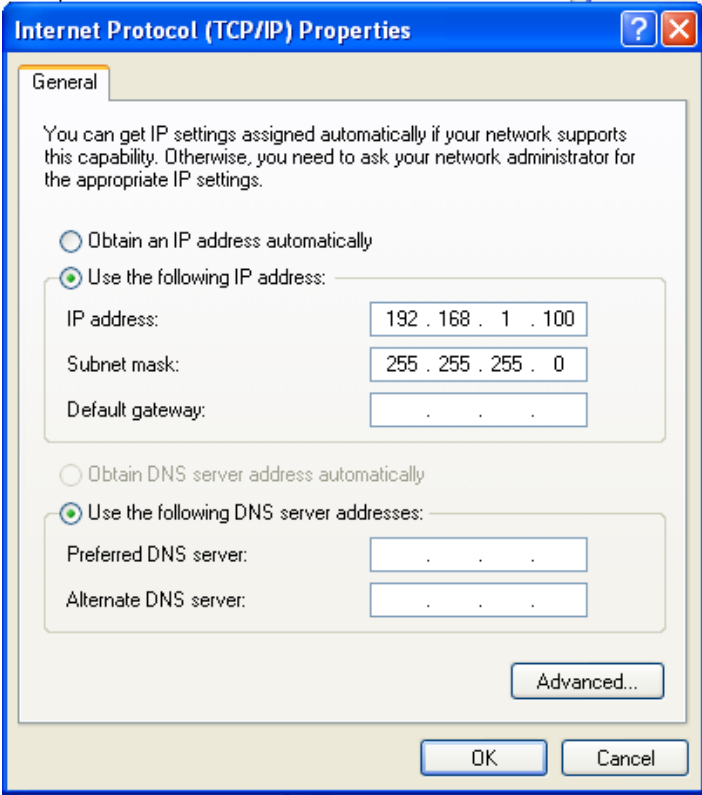 Internet Protocol (TCP/IP) Properties
General
You can get IP settings assigned automatically if your network supports
this capability. Otherwise, you need to ask your network administrator for
the appropriate IP settings.
Obtain an IP address automatically
Use the following IP address:
IP address: 192 . 168 . 1 . 100
Subnet mask: 255 . 255 . 255 . 0
Default gateway: . . .
Obtain DNS server address automatically
Use the following DNS server addresses:
Preferred DNS server: . . .
Alternate DNS server: . . .
Advanced...
OK Cancel